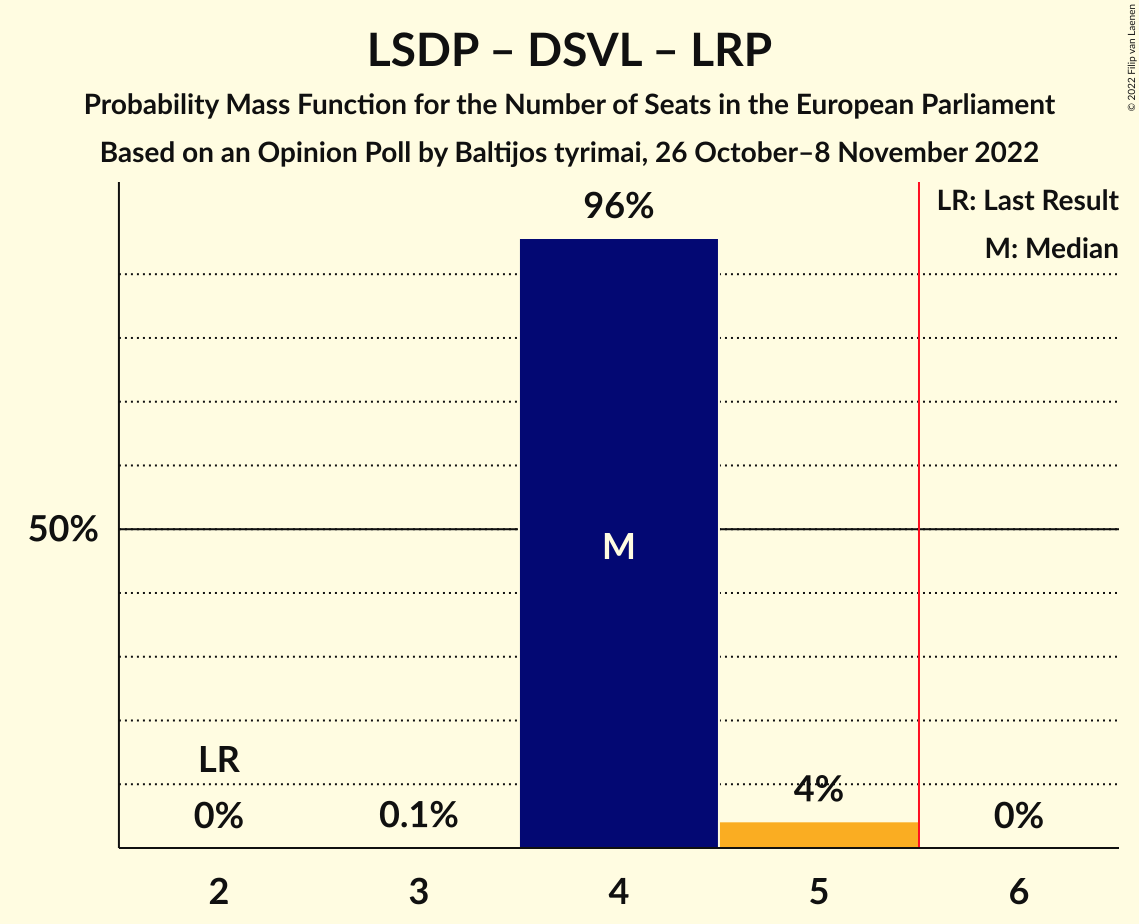 LSDP – DSVL – LRP
Probability Mass Function for the Number of Seats in the European Parliament
Based on an Opinion Poll by Baltijos tyrimai, 26 October–8 November 2022
© 2022 Filip van Laenen
LR: Last Result
M: Median
96%
50%
M
LR
0%
0.1%
4%
0%
2
3
4
5
6